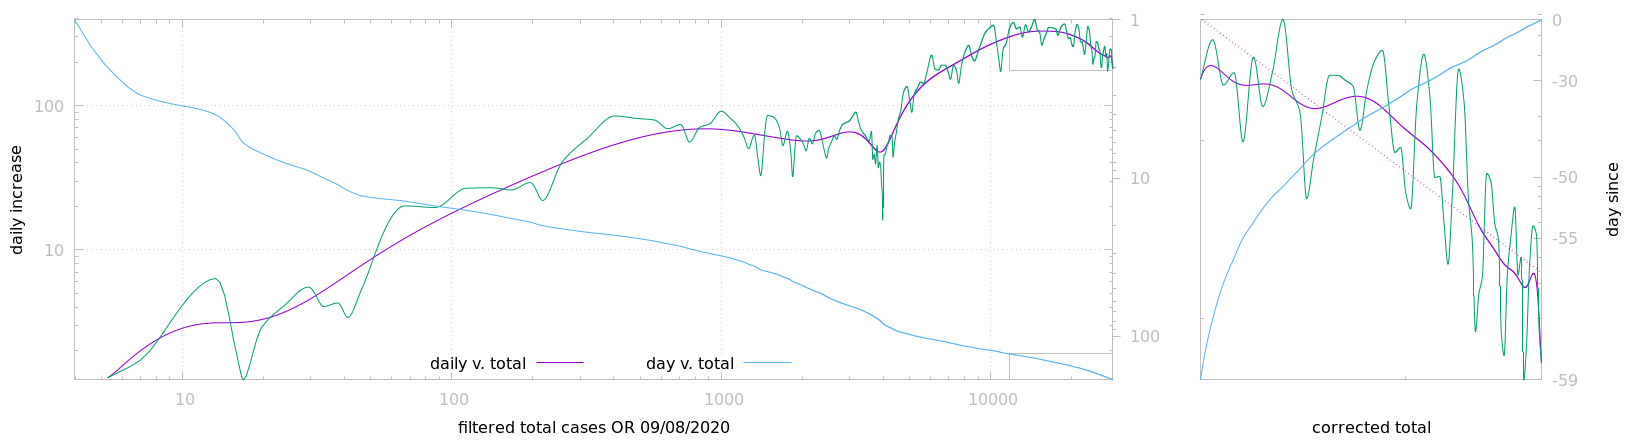 1
0
-30
100
10
-50
daily increase
day since
10
-55
100
daily v. total
day v. total
-59
10
100
1000
10000
filtered total cases OR 09/08/2020
corrected total